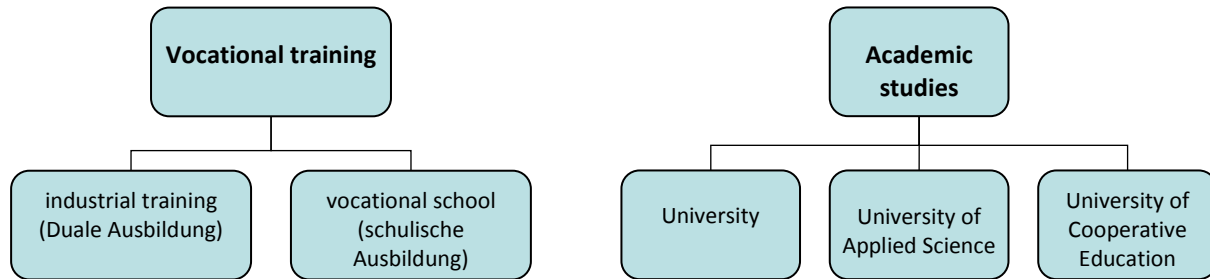 Vocational training
Academic
studies
industrial training
(Duale Ausbildung)
vocational school
(schulische
Ausbildung)
University
University of
Applied Science
University of
Cooperative
Education